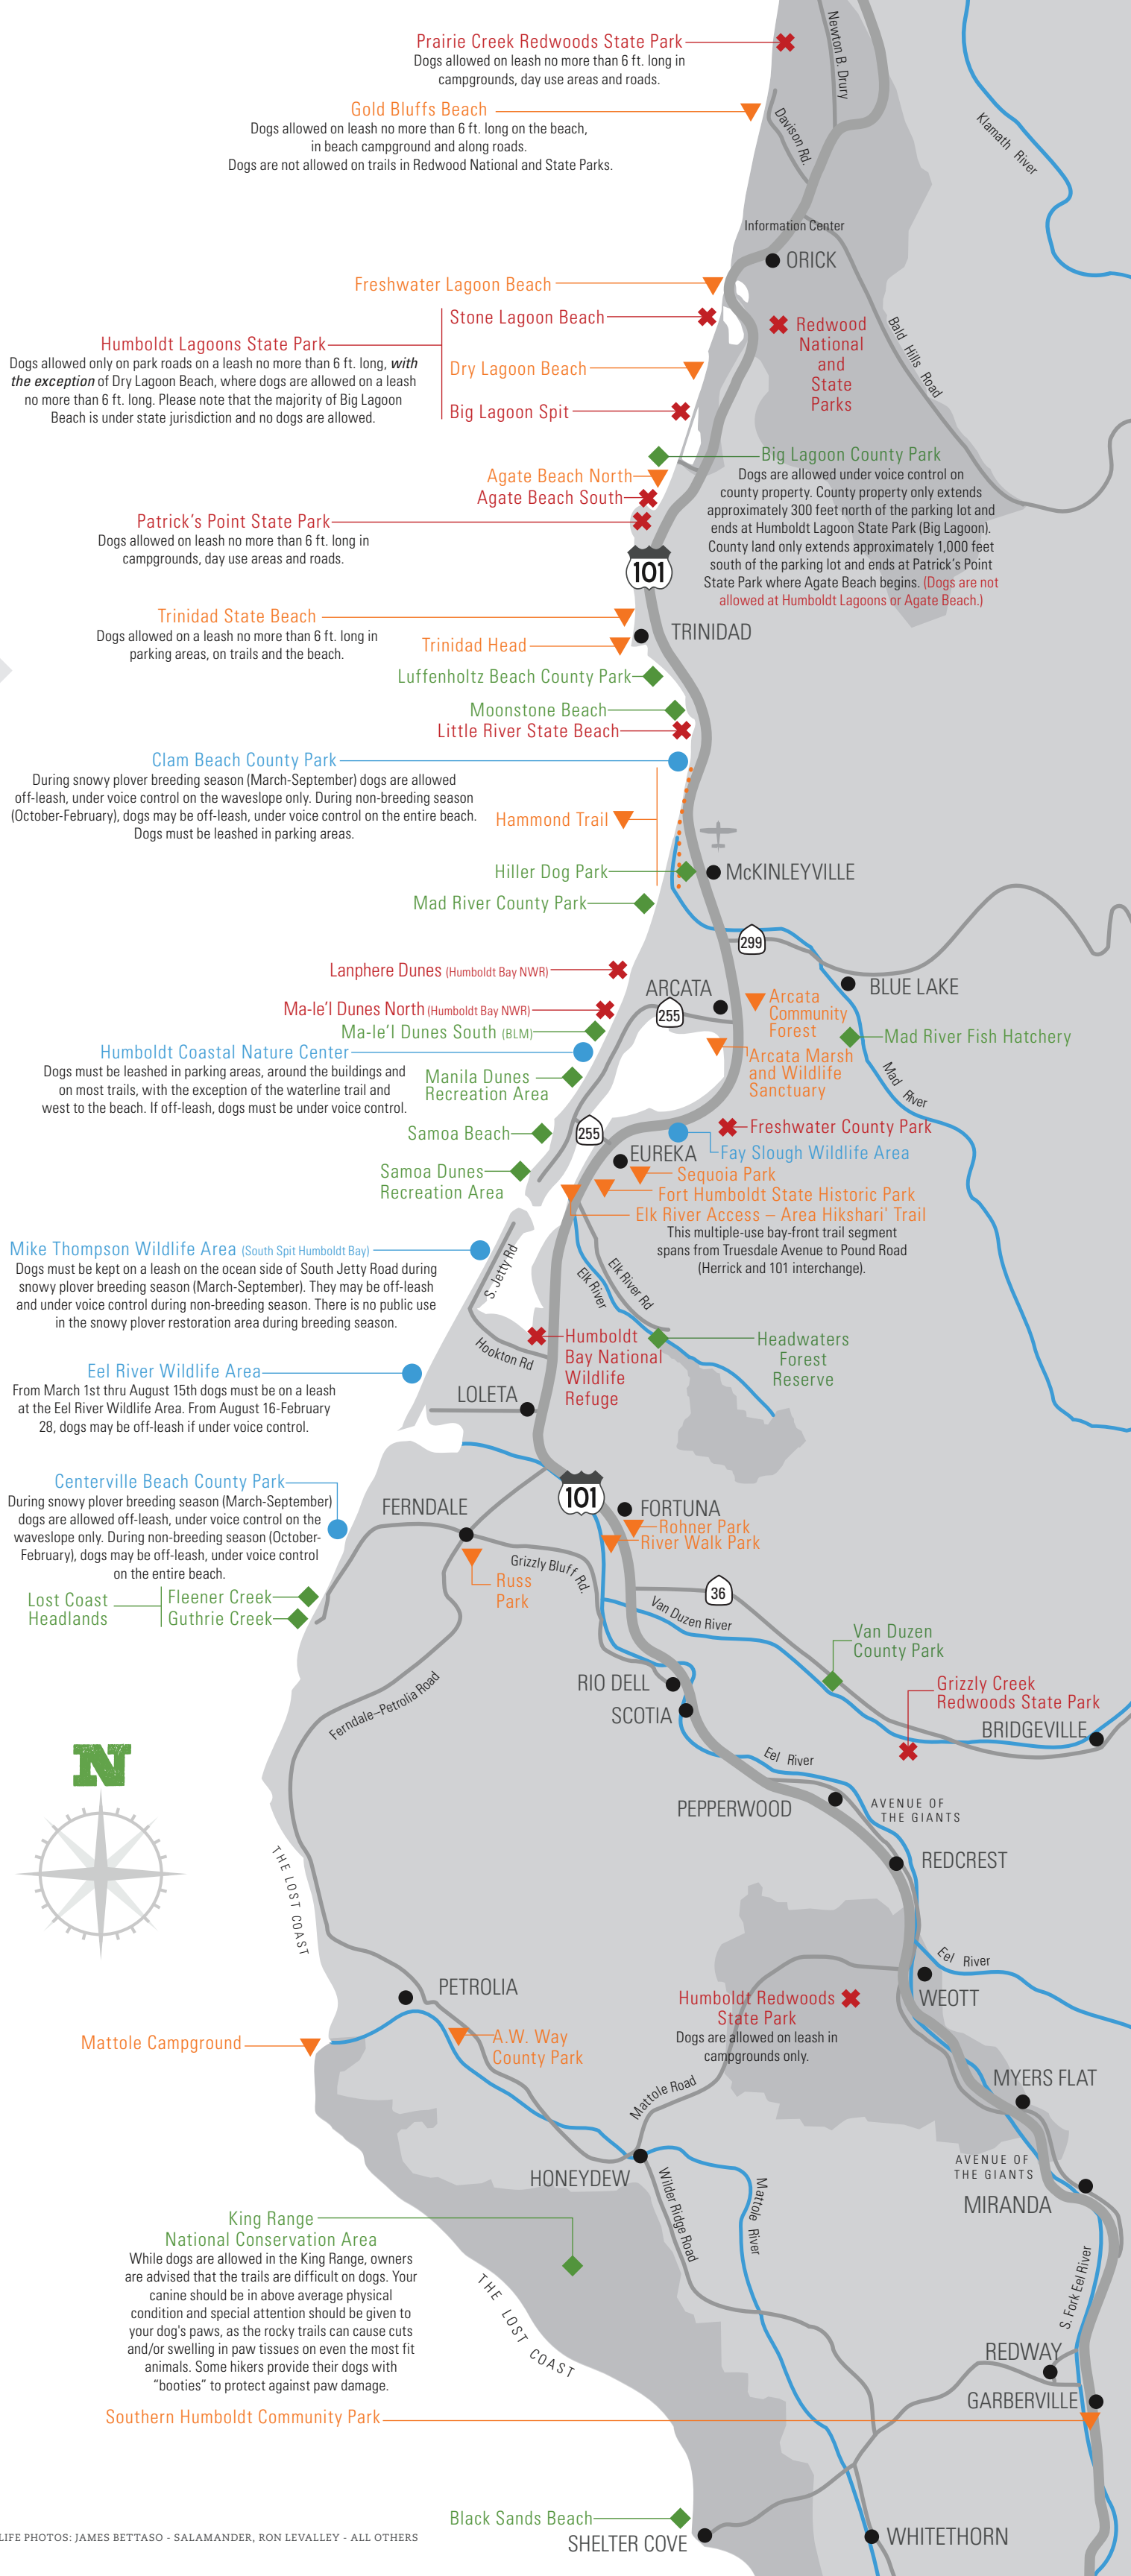 Prairie Creek Redwoods State Park
Dogs allowed on leash no more than 6 ft. long in
campgrounds, day use areas and roads.
Newton B. Drury
Gold Bluffs Beach
Dogs allowed on leash no more than 6 ft. long on the beach,
in beach campground and along roads.
Dogs are not allowed on trails in Redwood National and State Parks.
Davison Rd.
Klamath River
Information Center
ORICK
Freshwater Lagoon Beach
Stone Lagoon Beach
Humboldt Lagoons State Park
Dogs allowed only on park roads on a leash no more than 6 ft. long, with
the exception of Dry Lagoon Beach, where dogs are allowed on a leash
no more than 6 ft. long. Please note that the majority of Big Lagoon
Beach is under state jurisdiction and no dogs are allowed.
Dry Lagoon Beach
Big Lagoon Spit
Redwood
National
and
State
Parks
Bald Hills Road
Big Lagoon County Park
Dogs are allowed under voice control on
county property. County property only extends
approximately 300 feet north of the parking lot and
ends at Humboldt Lagoon State Park (Big Lagoon).
County land only extends approximately 1,000 feet
south of the parking lot and ends at Patrick's Point
State Park where Agate Beach begins. (Dogs are not
allowed at Humboldt Lagoons or Agate Beach.)
Agate Beach North
Agate Beach South
Patrick's Point State Park
Dogs allowed on leash no more than 6 ft. long in
campgrounds, day use areas and roads.
101
Trinidad State Beach
Dogs allowed on a leash no more than 6 ft. long in
parking areas, on trails and the beach.
TRINIDAD
Trinidad Head
Luffenholtz Beach County Park
Moonstone Beach
Little River State Beach
Clam Beach County Park
During snowy plover breeding season (March-September) dogs are allowed
off-leash, under voice control on the waveslope only. During non-breeding season
(October-February), dogs may be off-leash, under voice control on the entire beach.
Dogs must be leashed in parking areas.
Hammond Trail
Hiller Dog Park
McKINLEYVILLE
Mad River County Park
299
Lanphere Dunes (Humboldt Bay NWR)
ARCATA
BLUE LAKE
Ma-le'l Dunes North (Humboldt Bay NWR)
255
Arcata
Community
Forest
Ma-le'l Dunes South (BLM)
Mad River Fish Hatchery
Humboldt Coastal Nature Center
Dogs must be leashed in parking areas, around the buildings and
on most trails, with the exception of the waterline trail and
west to the beach. If off-leash, dogs must be under voice control.
Arcata Marsh
and Wildlife
Sanctuary
Manila Dunes
Recreation Area
Mad River
Samoa Beach
255
Freshwater County Park
Fay Slough Wildlife Area
EUREKA
Samoa Dunes
Recreation Area
Sequoia Park
Fort Humboldt State Historic Park
Elk River Access – Area Hikshari' Trail
This multiple-use bay-front trail segment
spans from Truesdale Avenue to Pound Road
(Herrick and 101 interchange).
Mike Thompson Wildlife Area (South Spit Humboldt Bay)
Dogs must be kept on a leash on the ocean side of South Jetty Road during
snowy plover breeding season (March-September). They may be off-leash
and under voice control during non-breeding season. There is no public use
in the snowy plover restoration area during breeding season.
S. Jetty Rd
Elk River
Elk River Rd
Hookton Rd
Humboldt
Bay National
Wildlife
Refuge
Headwaters
Forest
Reserve
Eel River Wildlife Area
From March 1st thru August 15th dogs must be on a leash
at the Eel River Wildlife Area. From August 16-February
28, dogs may be off-leash if under voice control.
LOLETA
Centerville Beach County Park
During snowy plover breeding season (March-September)
dogs are allowed off-leash, under voice control on the
waveslope only. During non-breeding season (October-
February), dogs may be off-leash, under voice control
on the entire beach.
101
FERNDALE
FORTUNA
Rohner Park
River Walk Park
Grizzly Bluff Rd.
Russ
Park
36
Lost Coast
Headlands
Fleener Creek
Guthrie Creek
Van Duzen River
Van Duzen
County Park
RIO DELL
SCOTIA
Grizzly Creek
Redwoods State Park
BRIDGEVILLE
Ferndale–Petrolia Road
N
Eel River
PEPPERWOOD
AVENUE OF
THE GIANTS
REDCREST
THE LOST COAST
Eel River
PETROLIA
WEOTT
Humboldt Redwoods
State Park
Dogs are allowed on leash in
campgrounds only.
Mattole Campground
A.W. Way
County Park
MYERS FLAT
Mattole Road
HONEYDEW
AVENUE OF
THE GIANTS
MIRANDA
Wilder Ridge Road
Mattole River
King Range
National Conservation Area
While dogs are allowed in the King Range, owners
are advised that the trails are difficult on dogs. Your
canine should be in above average physical
condition and special attention should be given to
your dog's paws, as the rocky trails can cause cuts
and/or swelling in paw tissues on even the most fit
animals. Some hikers provide their dogs with
"booties" to protect against paw damage.
THE LOST COAST
S. Fork Eel River
REDWAY
GARBERVILLE
Southern Humboldt Community Park
Black Sands Beach
SHELTER COVE
WHITETHORN
LIFE PHOTOS: JAMES BETTASO - SALAMANDER, RON LEVALLEY - ALL OTHERS